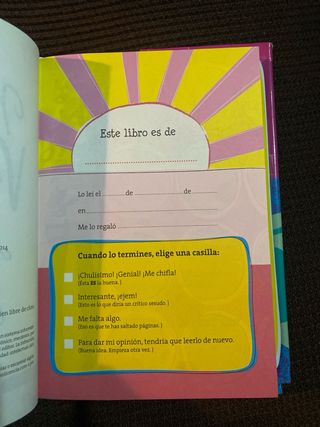 Este libro es de
Lo leí el de de
en
Me lo regaló
Cuando lo termines, elige una casilla:
¡Chulísimo! ¡Genial! ¡Me chifla!
(Esta ES la buena.)
Interesante, ¡ejem!
(Esto es lo que diría un crítico sesudo.)
Me falta algo.
(Eso es que te has saltado páginas.)
Para dar mi opinión, tendría que leerlo de nuevo.
(Buena idea. Empieza otra vez.)